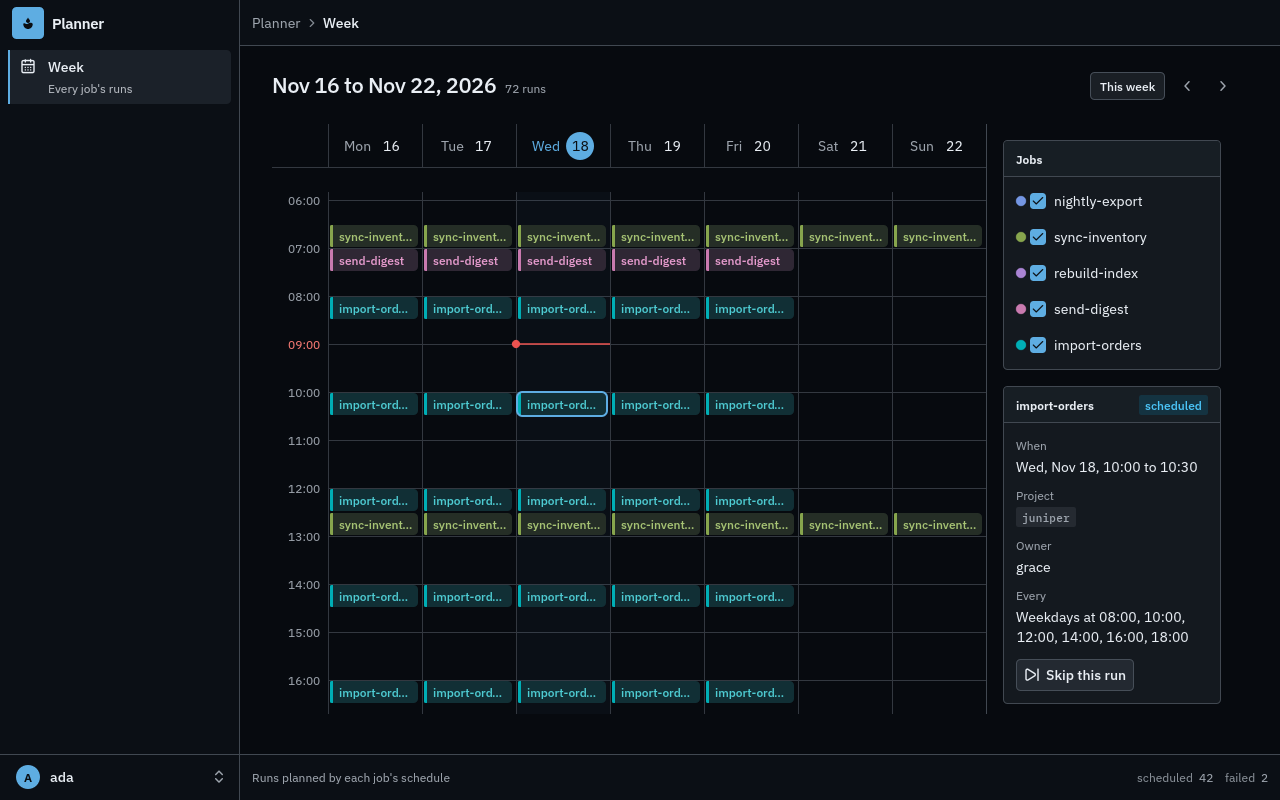 Planner
Week
Every job's runs
Planner > Week
Nov 16 to Nov 22, 2026 72 runs
This week
Mon 16 Tue 17 Wed 18 Thu 19 Fri 20 Sat 21 Sun 22
06:00
sync-invent... sync-invent... sync-invent... sync-invent... sync-invent... sync-invent... sync-invent...
07:00
send-digest send-digest send-digest send-digest send-digest
08:00
import-ord... import-ord... import-ord... import-ord... import-ord...
09:00
10:00
import-ord... import-ord... import-ord... import-ord... import-ord...
11:00
12:00
import-ord... import-ord... import-ord... import-ord... import-ord...
sync-invent... sync-invent... sync-invent... sync-invent... sync-invent... sync-invent... sync-invent...
13:00
14:00
import-ord... import-ord... import-ord... import-ord... import-ord...
15:00
16:00
import-ord... import-ord... import-ord... import-ord... import-ord...
Jobs
nightly-export
sync-inventory
rebuild-index
send-digest
import-orders
import-orders scheduled
When
Wed, Nov 18, 10:00 to 10:30
Project
juniper
Owner
grace
Every
Weekdays at 08:00, 10:00,
12:00, 14:00, 16:00, 18:00
Skip this run
A ada
Runs planned by each job's schedule
scheduled 42 failed 2